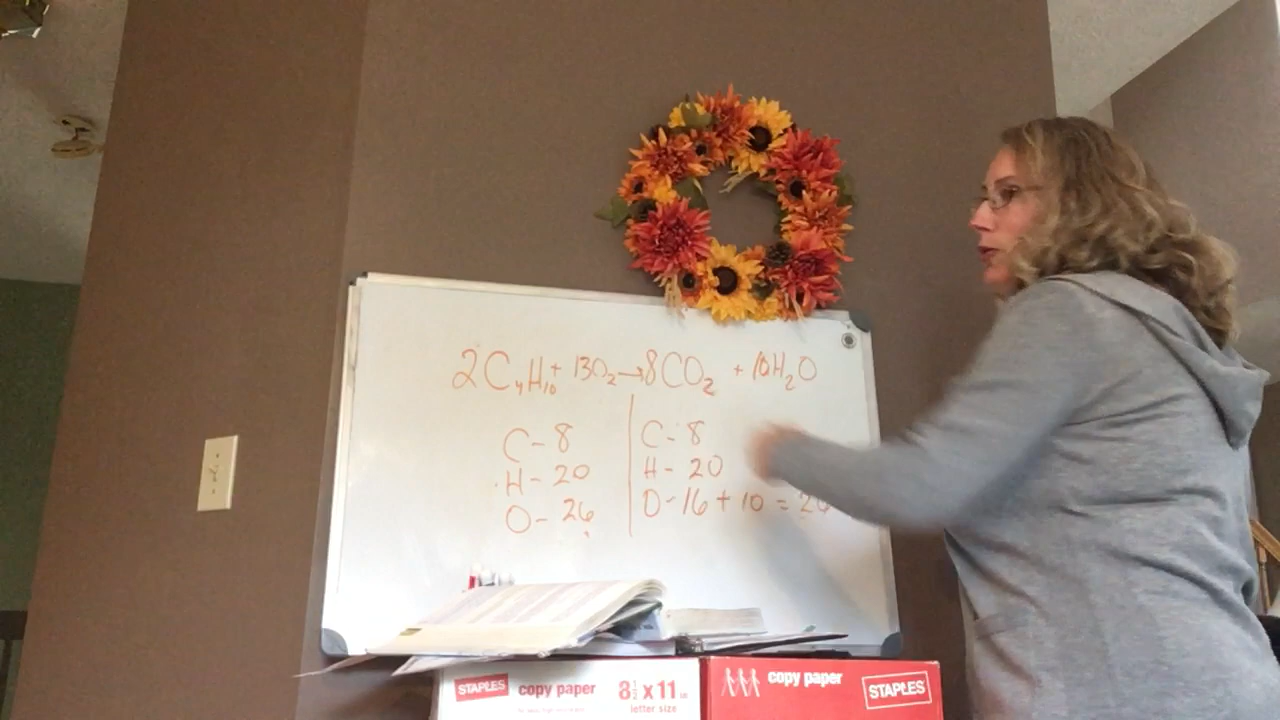 2C₄H₁₀ + 13O₂ → 8CO₂ + 10H₂O
C - 8
H - 20
O - 26
C - 8
H - 20
O - 16 + 10 = 26
STAPLES copy paper 8½ x 11 in
letter size
copy paper STAPLES